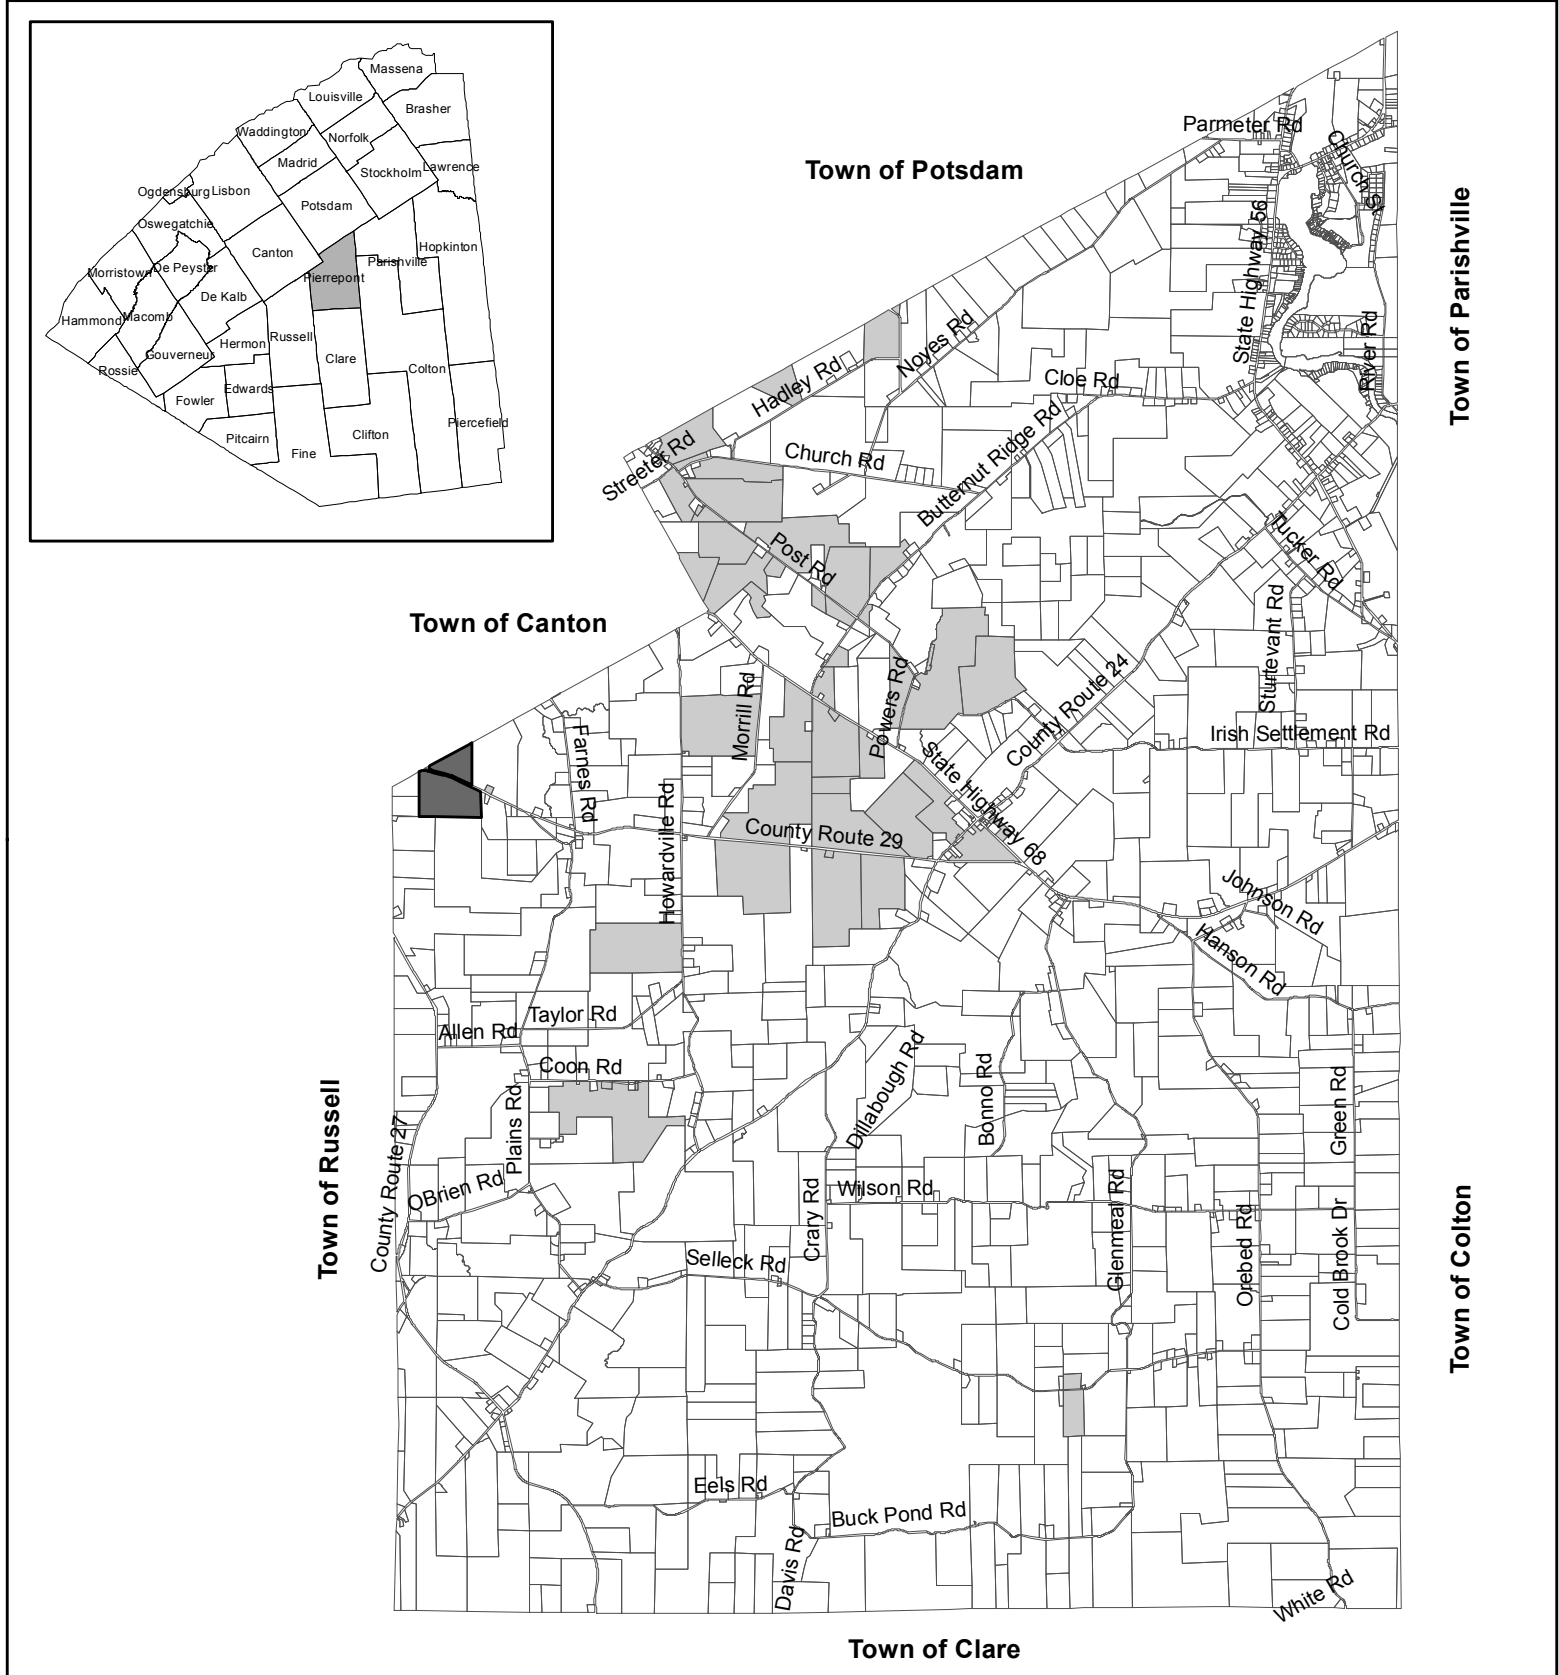 Massena
Louisville
Brasher
Waddington
Norfolk
Madrid
Stockholm
Lawrence
Ogdensburg
Lisbon
Potsdam
Oswegatchie
Canton
Hopkinton
Parishville
Morristown
De Peyster
Pierrepont
De Kalb
Hammond
Macomb
Russell
Hermon
Gouverneur
Clare
Rossie
Colton
Edwards
Fowler
Piercefield
Pitcairn
Clifton
Fine
Town of Potsdam
Town of Parishville
Town of Canton
Town of Russell
Town of Colton
Town of Clare
Parmeter Rd
Church St
State Highway 56
River Rd
Noyes Rd
Hadley Rd
Cloe Rd
Streeter Rd
Church Rd
Butternut Ridge Rd
Post Rd
Tucker Rd
Sturtevant Rd
County Route 24
Powers Rd
Morrill Rd
Farnes Rd
Irish Settlement Rd
State Highway 68
Howardville Rd
County Route 29
Johnson Rd
Hanson Rd
Taylor Rd
Allen Rd
Coon Rd
Dillabough Rd
Bonno Rd
Green Rd
Plains Rd
County Route 27
OBrien Rd
Wilson Rd
Crary Rd
Glenmeal Rd
Orebed Rd
Cold Brook Dr
Selleck Rd
Eels Rd
Buck Pond Rd
Davis Rd
White Rd